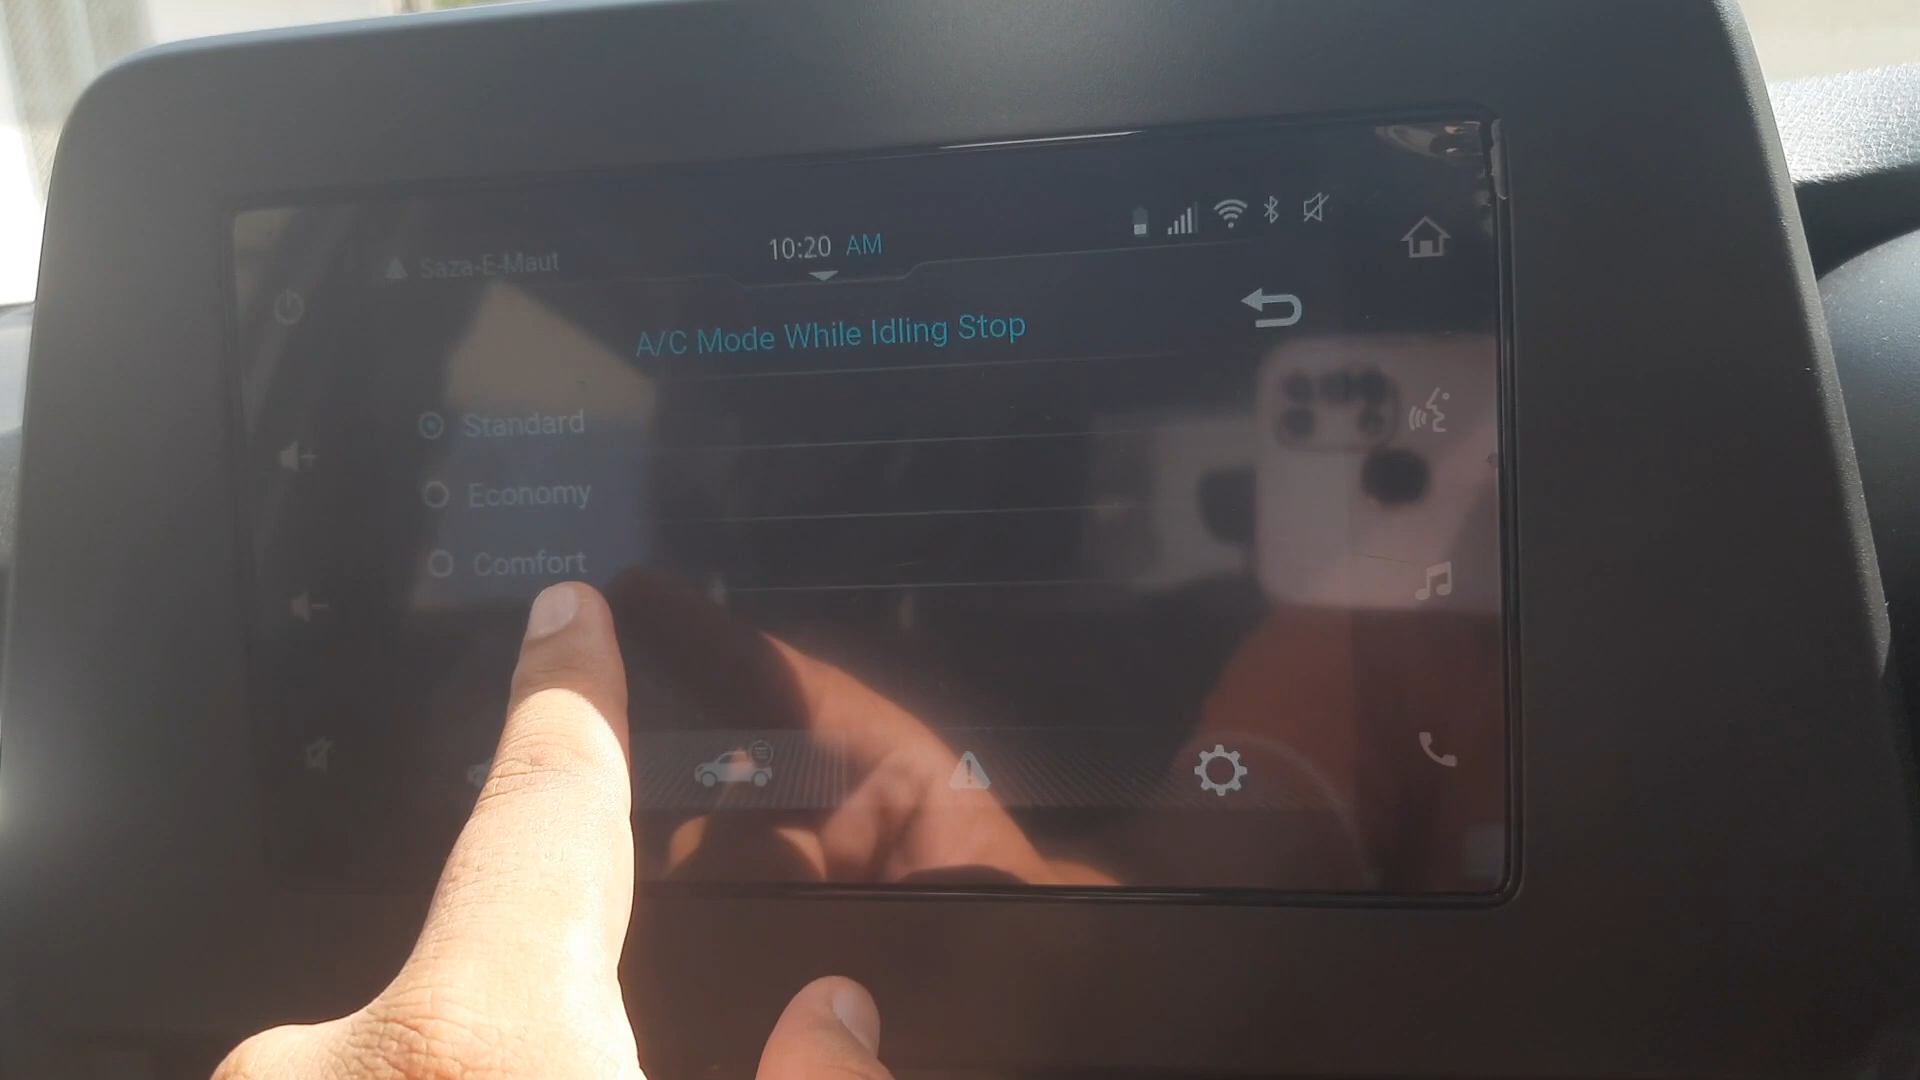 Saza-E-Maut
10:20 AM
A/C Mode While Idling Stop
Standard
Economy
Comfort